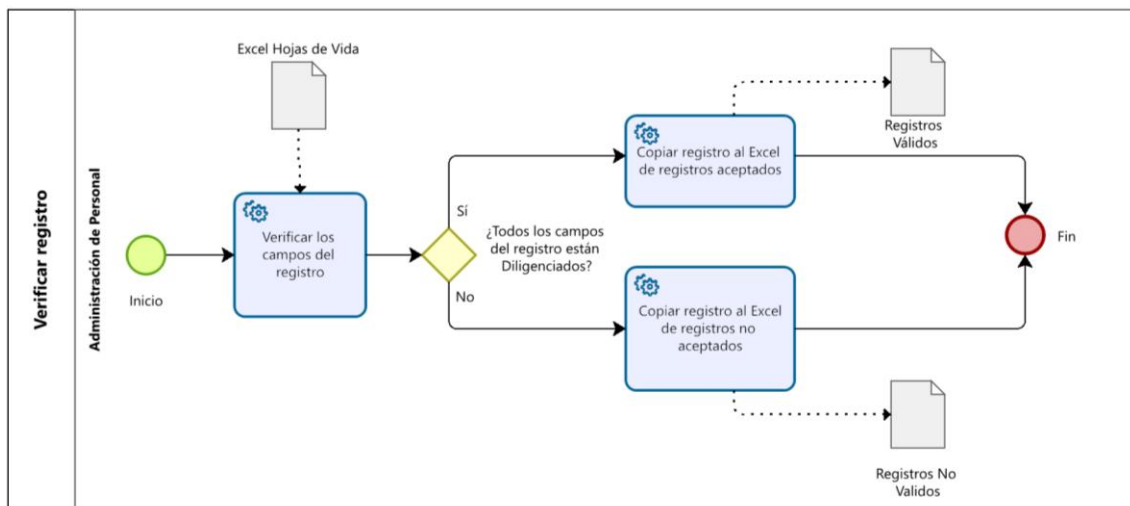 Verificar registro
Administración de Personal
Inicio
Excel Hojas de Vida
Verificar los
campos del
registro
Sí
¿Todos los campos
del registro están
Diligenciados?
No
Copiar registro al Excel
de registros aceptados
Registros
Válidos
Copiar registro al Excel
de registros no
aceptados
Registros No
Validos
Fin